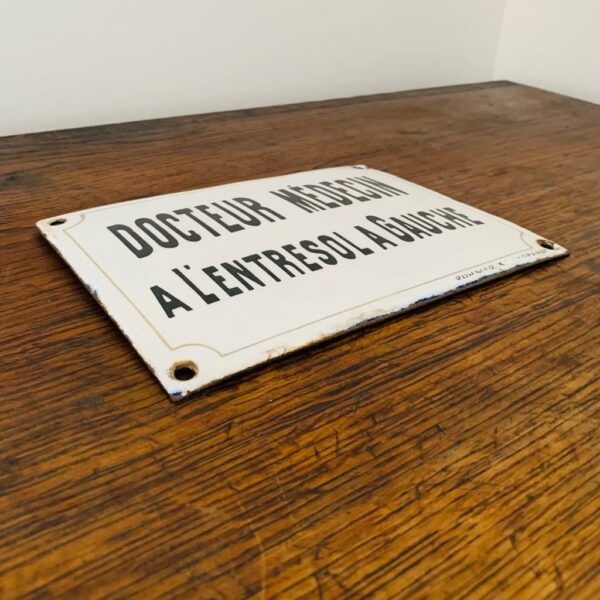 DOCTEUR MÉDECIN
A L'ENTRESOL A GAUCHE